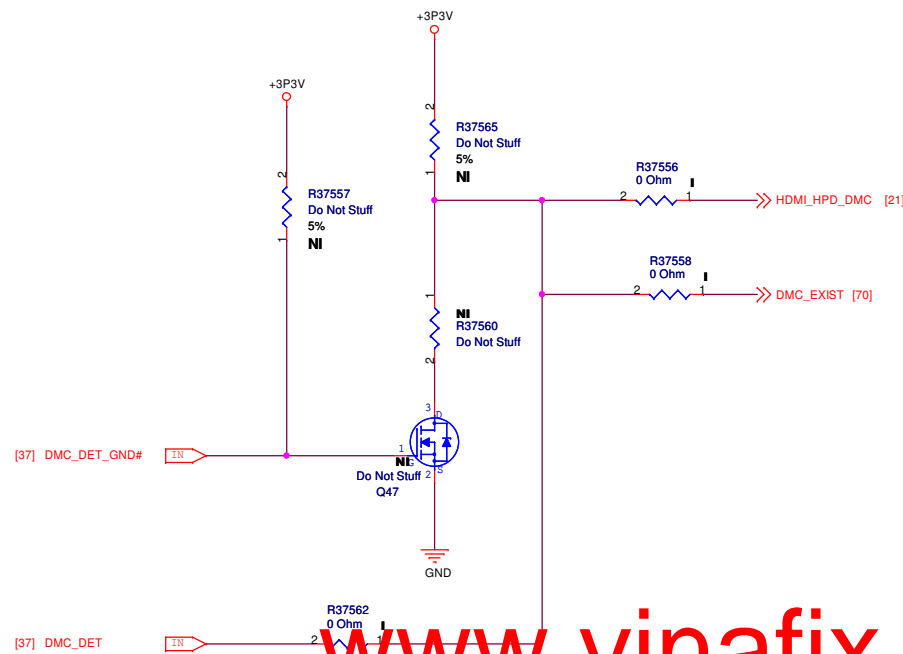 +3P3V
+3P3V
2
R37565
Do Not Stuff
5%
1
NI
2
R37557
Do Not Stuff
5%
1
NI
R37556
0 Ohm
I
2
1
HDMI_HPD_DMC [21]
R37558
0 Ohm
I
2
1
DMC_EXIST [70]
1
NI
R37560
Do Not Stuff
2
3
D
[37] DMC_DET_GND#
IN
1
G
NI
Do Not Stuff
Q47
2
S
GND
R37562
0 Ohm
I
[37] DMC_DET
IN
2
1
www.vinafix